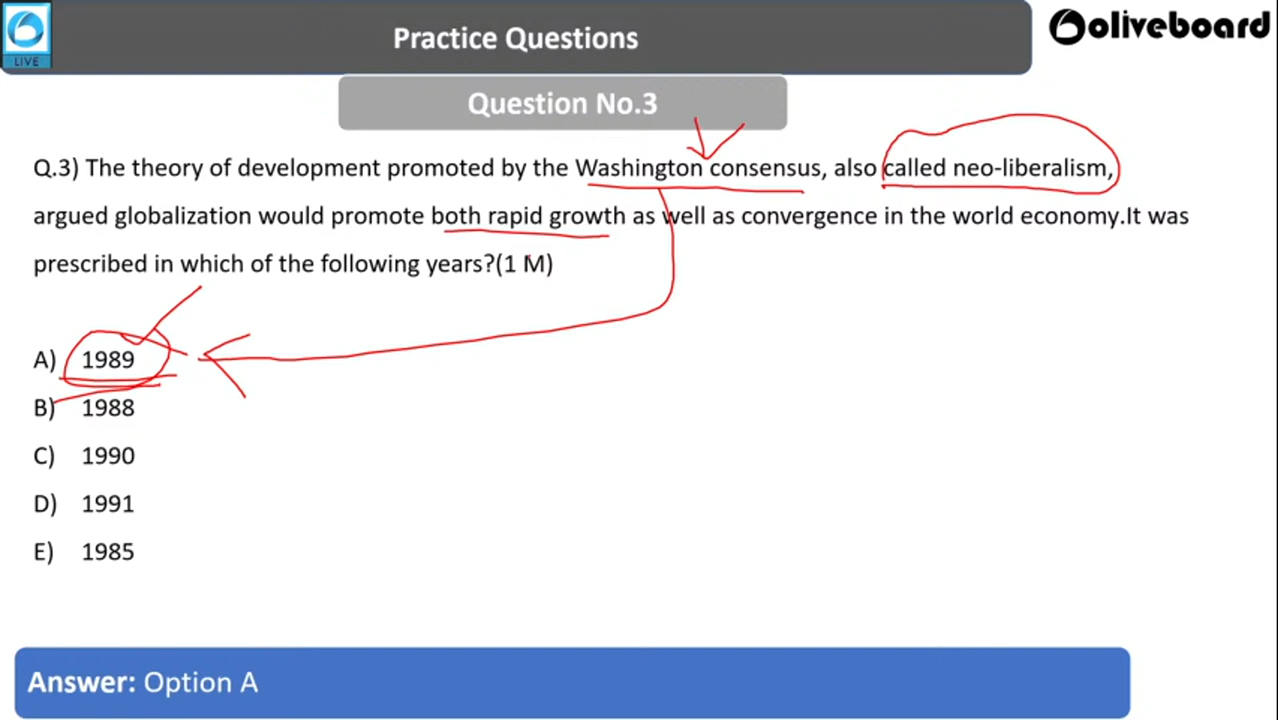 LIVE
Practice Questions
oliveboard
Question No.3
Q.3) The theory of development promoted by the Washington consensus, also called neo-liberalism,
argued globalization would promote both rapid growth as well as convergence in the world economy.It was
prescribed in which of the following years?(1 M)
A) 1989
B) 1988
C) 1990
D) 1991
E) 1985
Answer: Option A